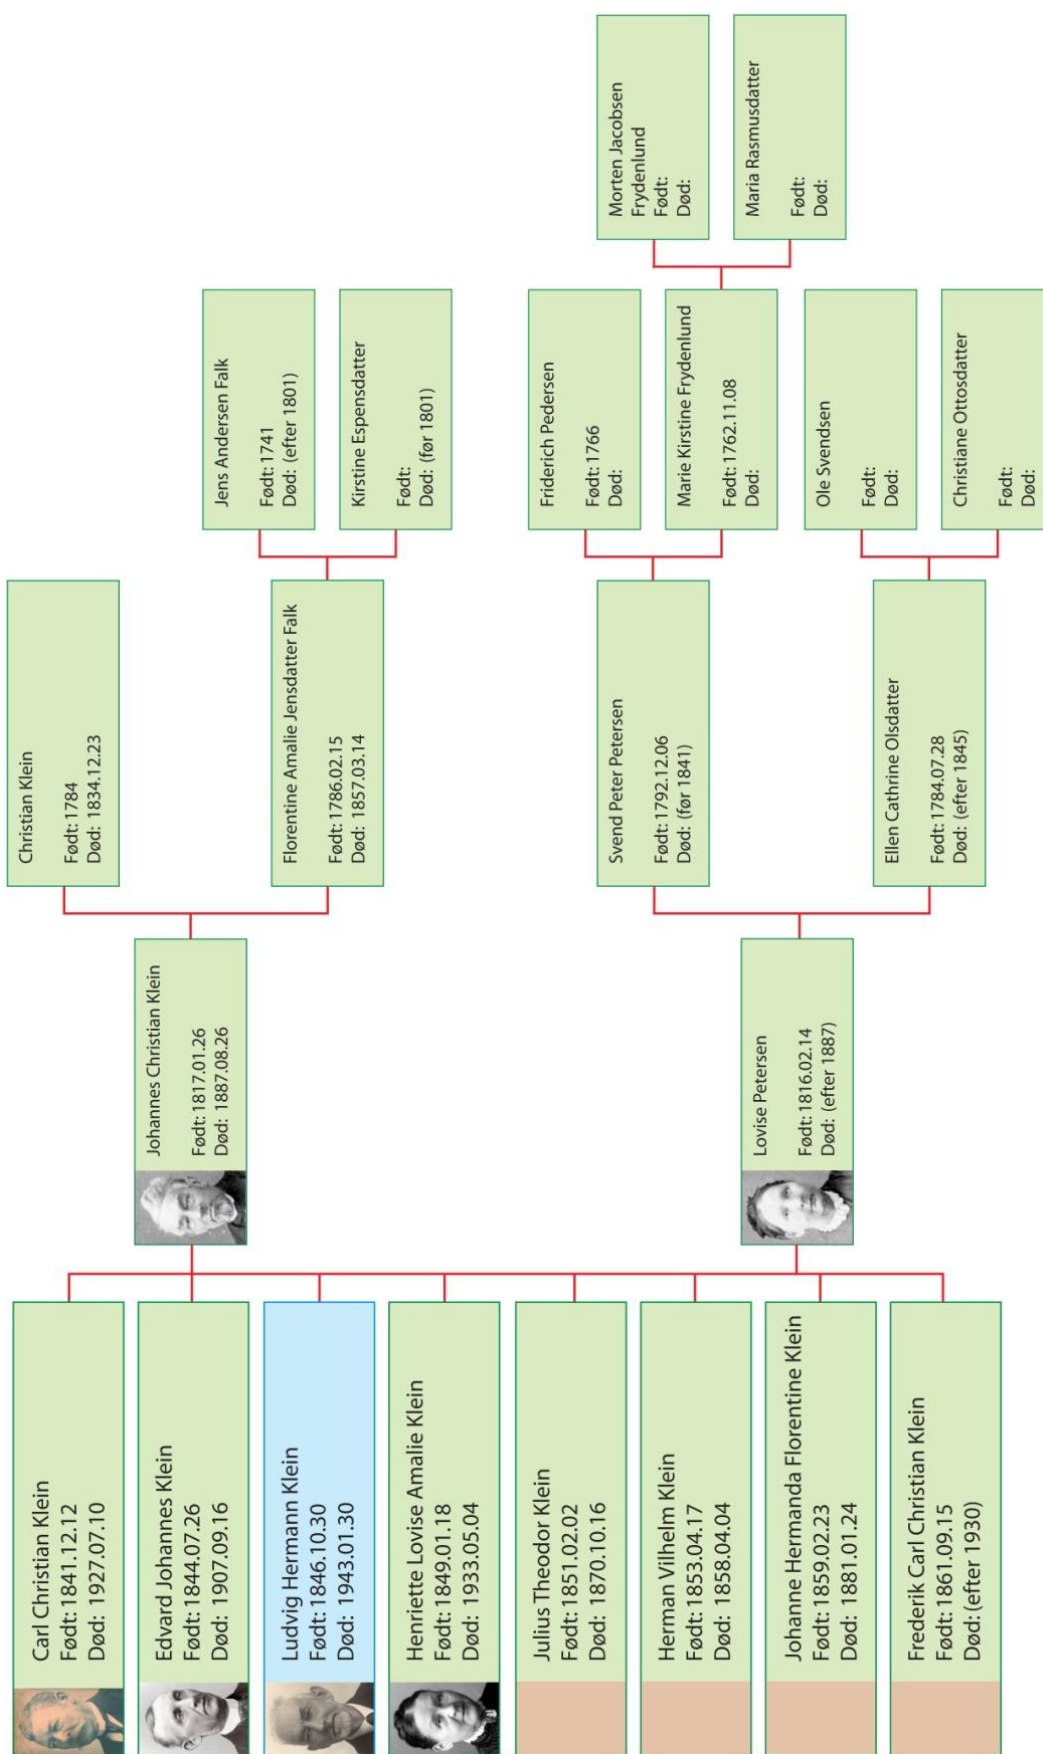 Carl Christian Klein
Født: 1841.12.12
Død: 1927.07.10
Edvard Johannes Klein
Født: 1844.07.26
Død: 1907.09.16
Ludvig Hermann Klein
Født: 1846.10.30
Død: 1943.01.30
Henriette Lovise Amalie Klein
Født: 1849.01.18
Død: 1933.05.04
Julius Theodor Klein
Født: 1851.02.02
Død: 1870.10.16
Herman Vilhelm Klein
Født: 1853.04.17
Død: 1858.04.04
Johanne Hermanda Florentine Klein
Født: 1859.02.23
Død: 1881.01.24
Frederik Carl Christian Klein
Født: 1861.09.15
Død: (efter 1930)
Johannes Christian Klein
Født: 1817.01.26
Død: 1887.08.26
Lovise Petersen
Født: 1816.02.14
Død: (efter 1887)
Christian Klein
Født: 1784
Død: 1834.12.23
Florentine Amalie Jensdatter Falk
Født: 1786.02.15
Død: 1857.03.14
Svend Peter Petersen
Født: 1792.12.06
Død: (før 1841)
Ellen Cathrine Olsdatter
Født: 1784.07.28
Død: (efter 1845)
Jens Andersen Falk
Født: 1741
Død: (efter 1801)
Kirstine Espensdatter
Født:
Død: (før 1801)
Friderich Pedersen
Født: 1766
Død:
Marie Kirstine Frydenlund
Født: 1762.11.08
Død:
Ole Svendsen
Født:
Død:
Christiane Ottosdatter
Født:
Død:
Morten Jacobsen
Frydenlund
Født:
Død:
Maria Rasmusdatter
Født:
Død: